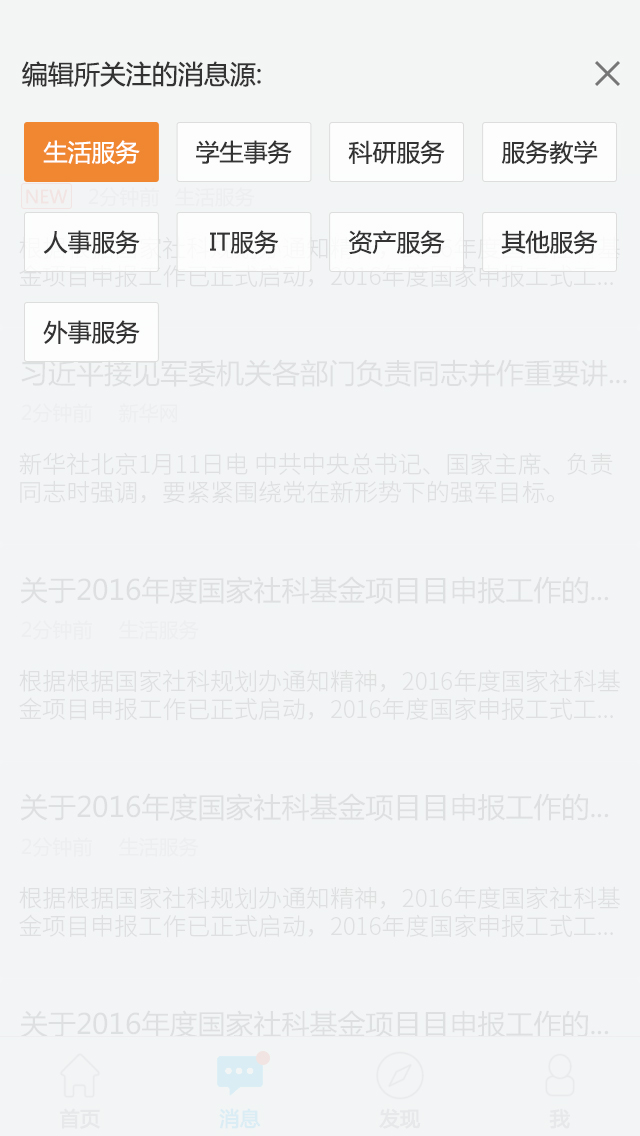 编辑所关注的消息源:
生活服务 学生事务 科研服务 服务教学
NEW 2分钟前 生活服务
人事服务 IT服务 资产服务 其他服务
金项目申报工作已正式启动，2016年度国家申报工式工...
外事服务
习近平接见军委机关各部门负责同志并作重要讲...
2分钟前 新华网
新华社北京1月11日电 中共中央总书记、国家主席、负责
同志时强调，要紧紧围绕党在新形势下的强军目标。
关于2016年度国家社科基金项目目申报工作的...
2分钟前 生活服务
根据根据国家社科规划办通知精神，2016年度国家社科基
金项目申报工作已正式启动，2016年度国家申报工式工...
关于2016年度国家社科基金项目目申报工作的...
2分钟前 生活服务
根据根据国家社科规划办通知精神，2016年度国家社科基
金项目申报工作已正式启动，2016年度国家申报工式工...
关于2016年度国家社科基金项目目申报工作的...
首页 消息 发现 我